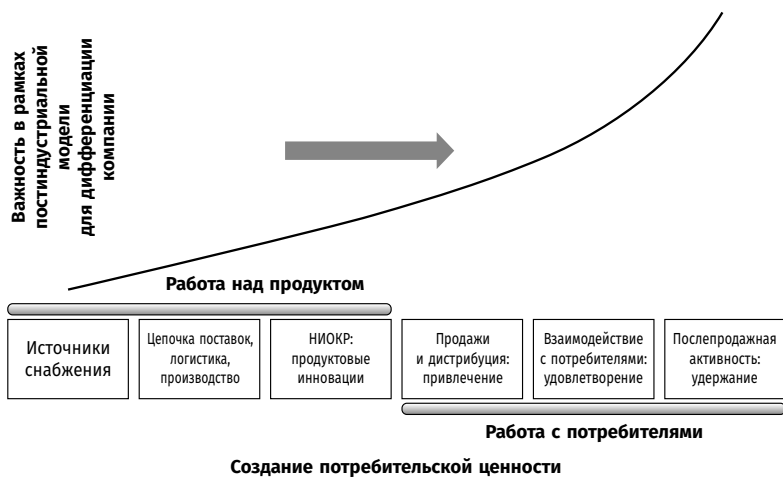 Важность в рамках
постиндустриальной
модели
для дифференциации
компании
Работа над продуктом
Источники
снабжения
Цепочка поставок,
логистика,
производство
НИОКР:
продуктовые
инновации
Продажи
и дистрибуция:
привлечение
Взаимодействие
с потребителями:
удовлетворение
Послепродажная
активность:
удержание
Работа с потребителями
Создание потребительской ценности